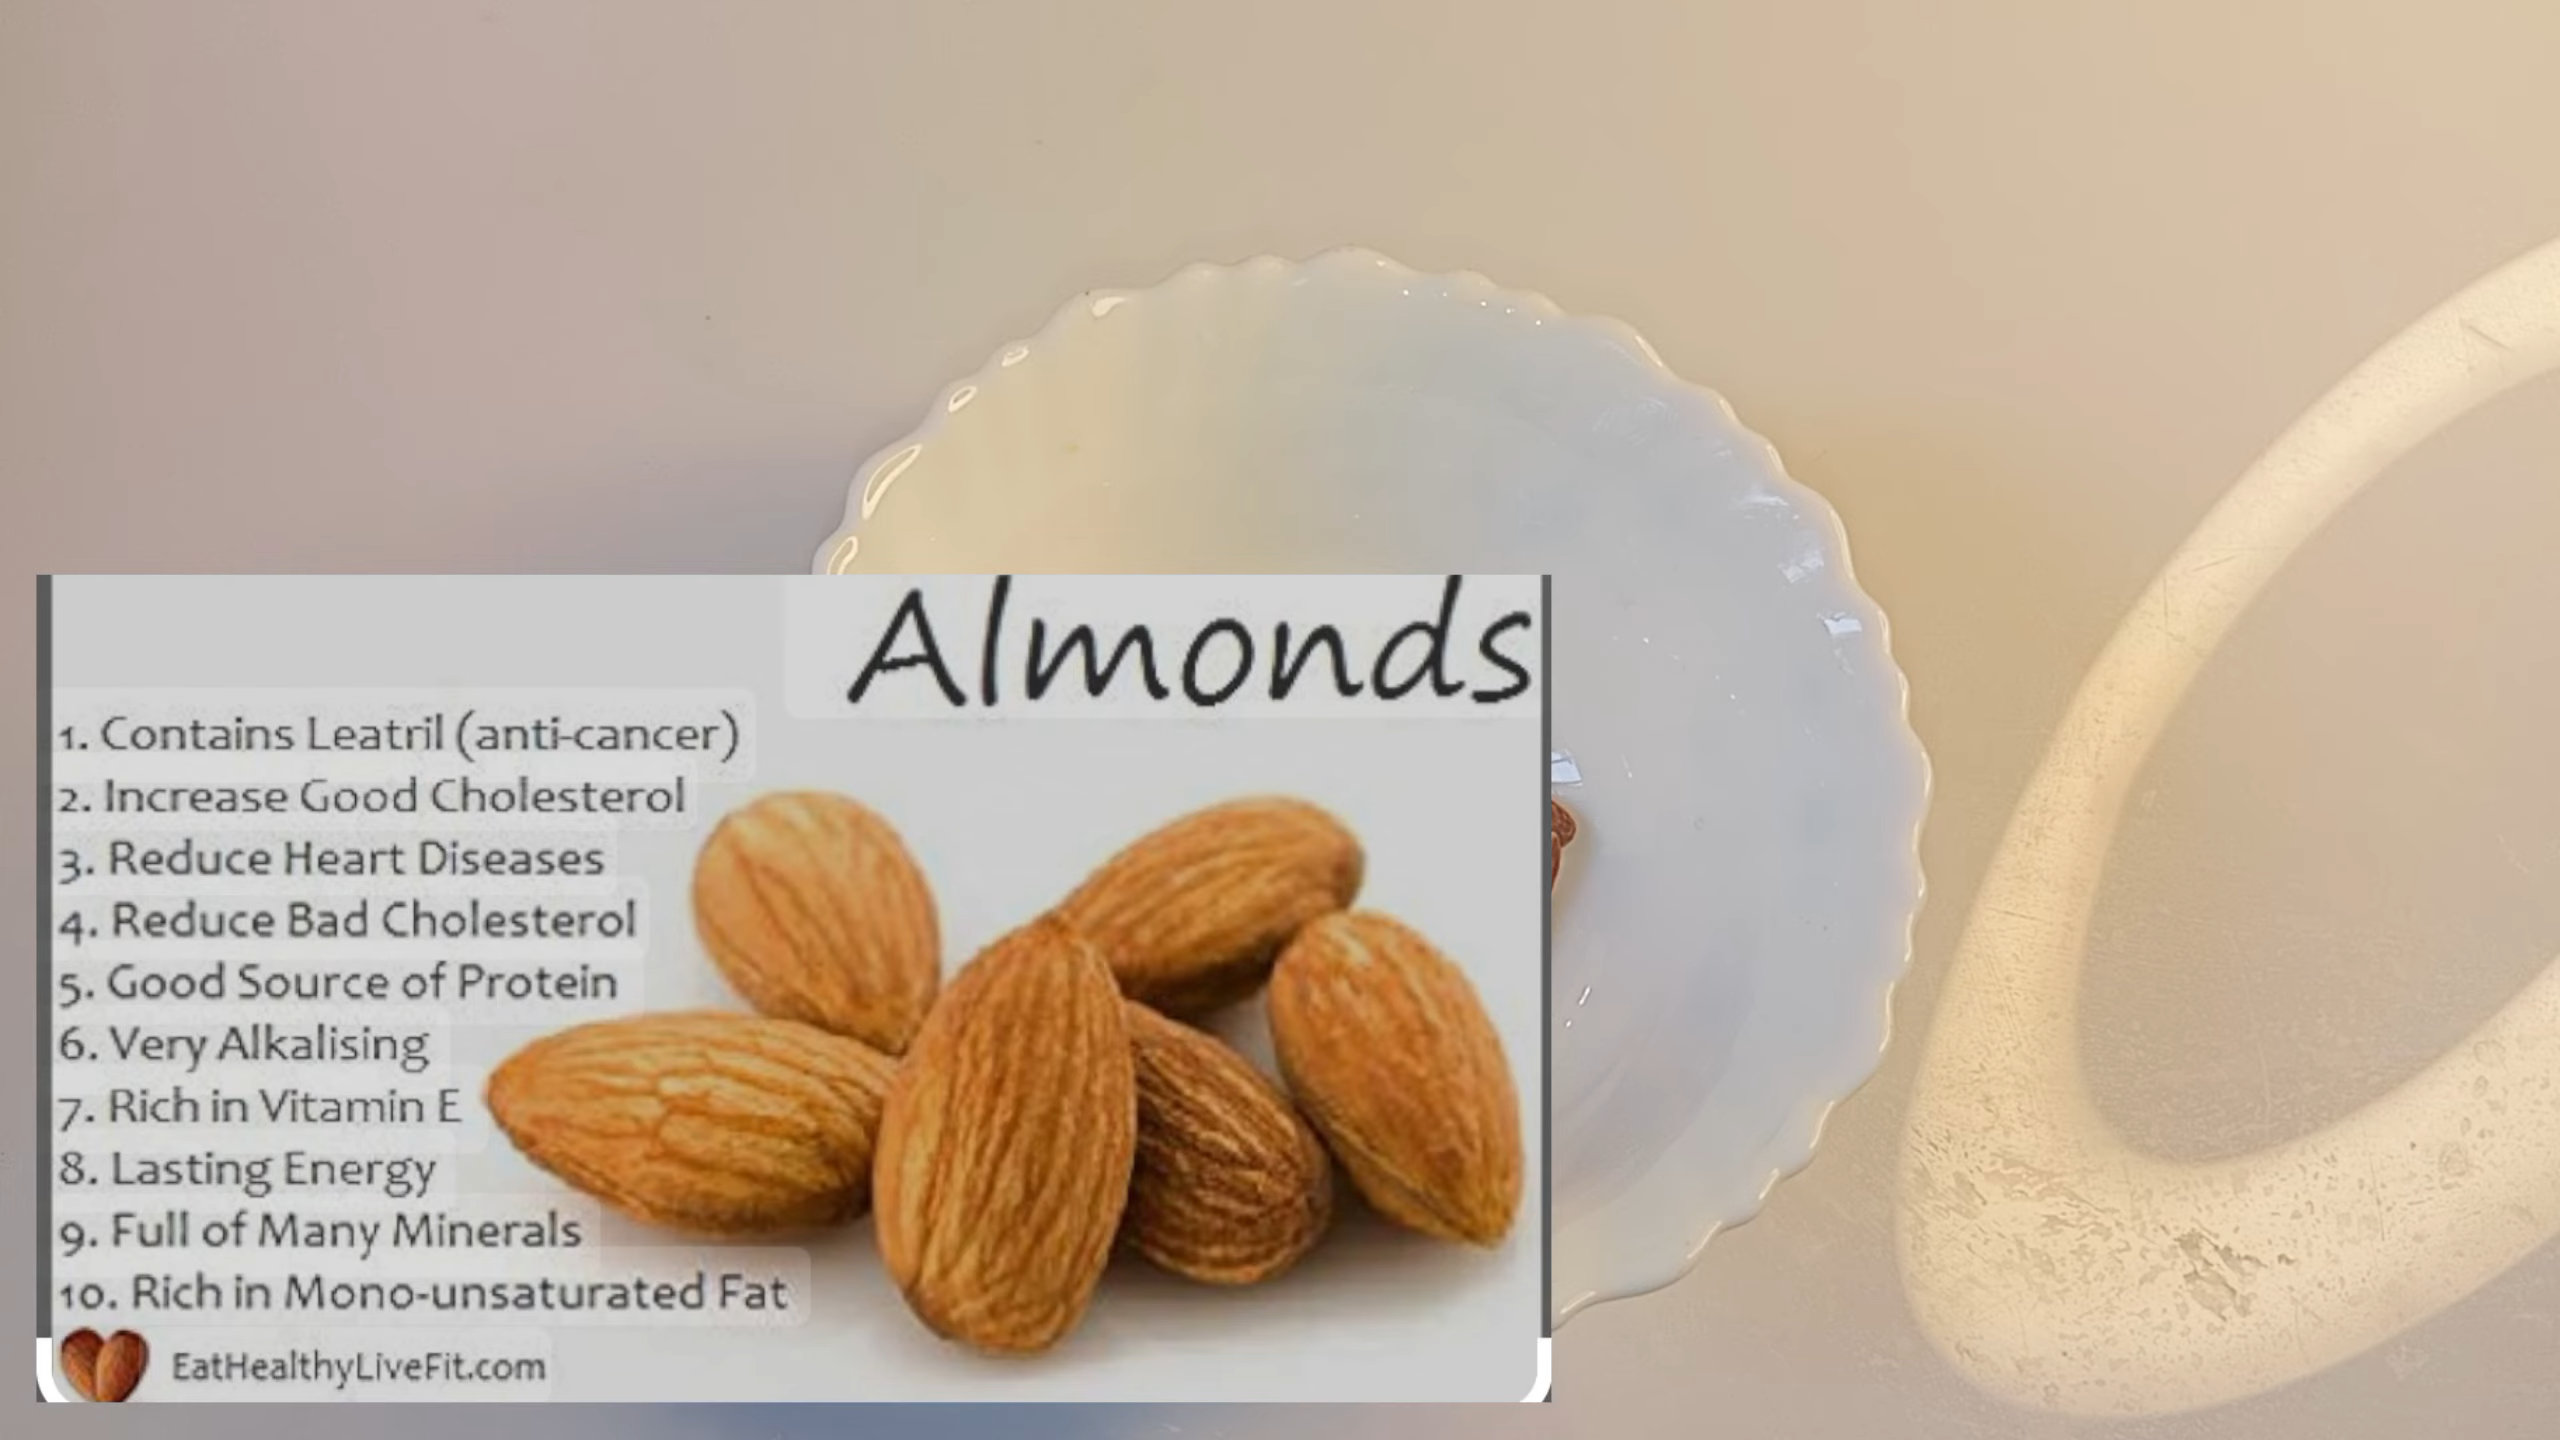 Almonds
1. Contains Leatril (anti-cancer)
2. Increase Good Cholesterol
3. Reduce Heart Diseases
4. Reduce Bad Cholesterol
5. Good Source of Protein
6. Very Alkalising
7. Rich in Vitamin E
8. Lasting Energy
9. Full of Many Minerals
10. Rich in Mono-unsaturated Fat
EatHealthyLiveFit.com